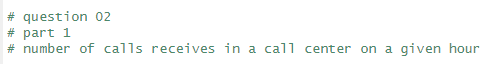 # question 02
# part 1
# number of calls receives in a call center on a given hour